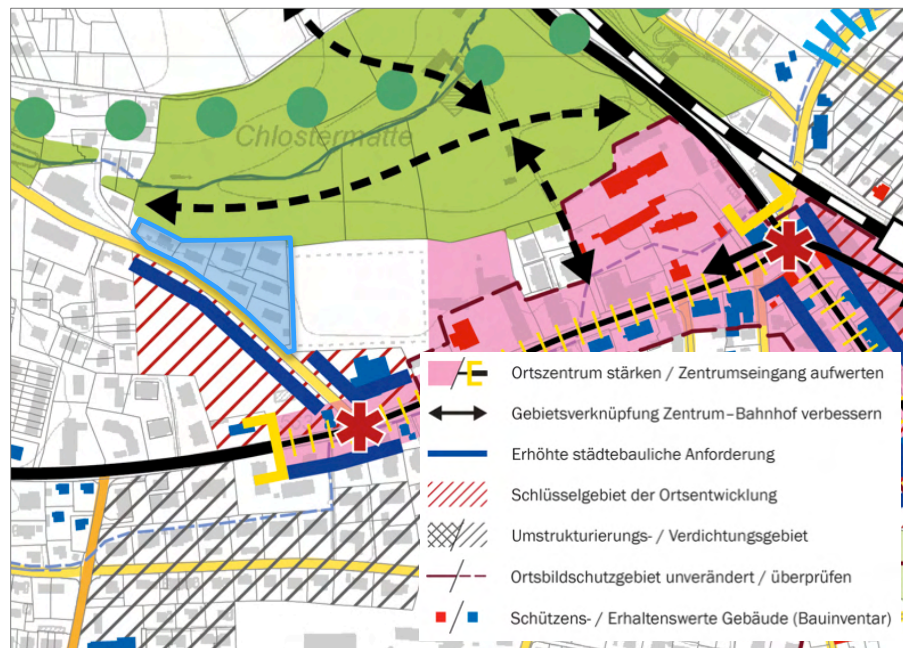 Chlostermatte
Ortszentrum stärken / Zentrumseingang aufwerten
Gebietsverknüpfung Zentrum–Bahnhof verbessern
Erhöhte städtebauliche Anforderung
Schlüsselgebiet der Ortsentwicklung
Umstrukturierungs- / Verdichtungsgebiet
Ortsbildschutzgebiet unverändert / überprüfen
Schützens- / Erhaltenswerte Gebäude (Bauinventar)